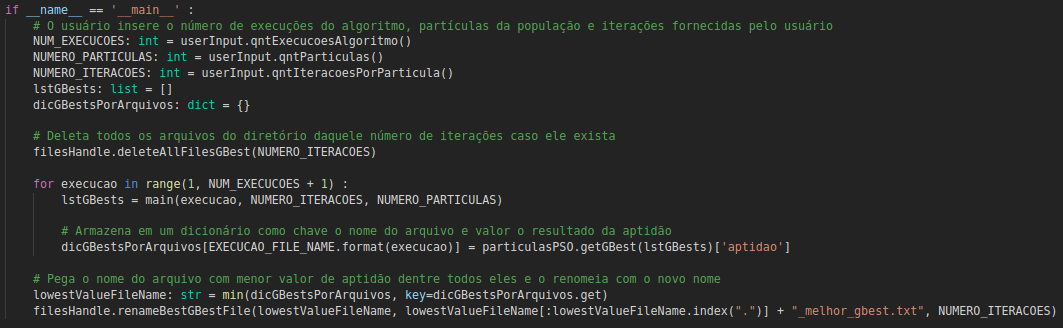 if __name__ == '__main__' :
# O usuário insere o número de execuções do algoritmo, partículas da população e iterações fornecidas pelo usuário
NUM_EXECUCOES: int = userInput.qntExecucoesAlgoritmo()
NUMERO_PARTICULAS: int = userInput.qntParticulas()
NUMERO_ITERACOES: int = userInput.qntIteracoesPorParticula()
lstGBests: list = []
dicGBestsPorArquivos: dict = {}
# Deleta todos os arquivos do diretório daquele número de iterações caso ele exista
filesHandle.deleteAllFilesGBest(NUMERO_ITERACOES)
for execucao in range(1, NUM_EXECUCOES + 1) :
lstGBests = main(execucao, NUMERO_ITERACOES, NUMERO_PARTICULAS)
# Armazena em um dicionário como chave o nome do arquivo e valor o resultado da aptidão
dicGBestsPorArquivos[EXECUCAO_FILE_NAME.format(execucao)] = particulasPSO.getGBest(lstGBests)['aptidao']
# Pega o nome do arquivo com menor valor de aptidão dentre todos eles e o renomeia com o novo nome
lowestValueFileName: str = min(dicGBestsPorArquivos, key=dicGBestsPorArquivos.get)
filesHandle.renameBestGBestFile(lowestValueFileName, lowestValueFileName[:lowestValueFileName.index(".")] + "_melhor_gbest.txt", NUMERO_ITERACOES)